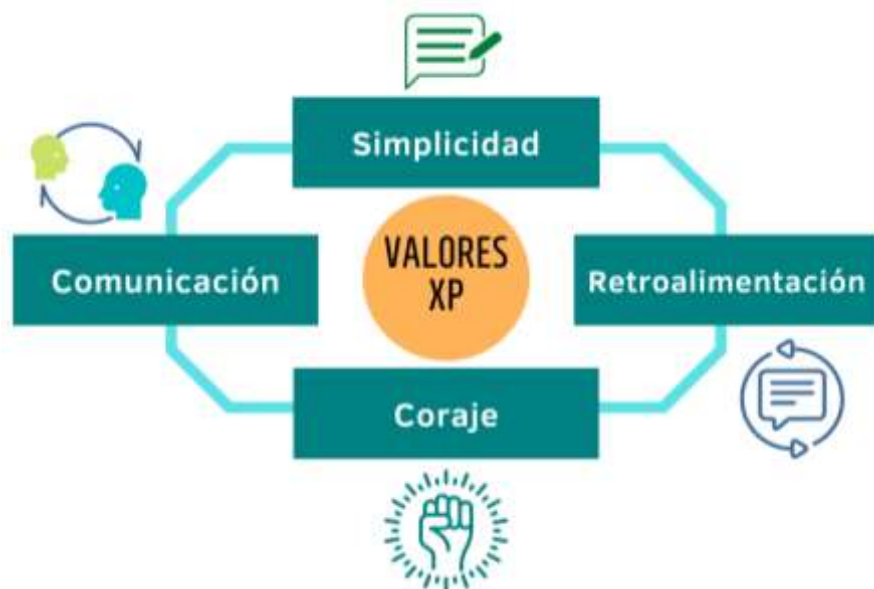 Simplicidad
Comunicación
VALORES
XP
Retroalimentación
Coraje